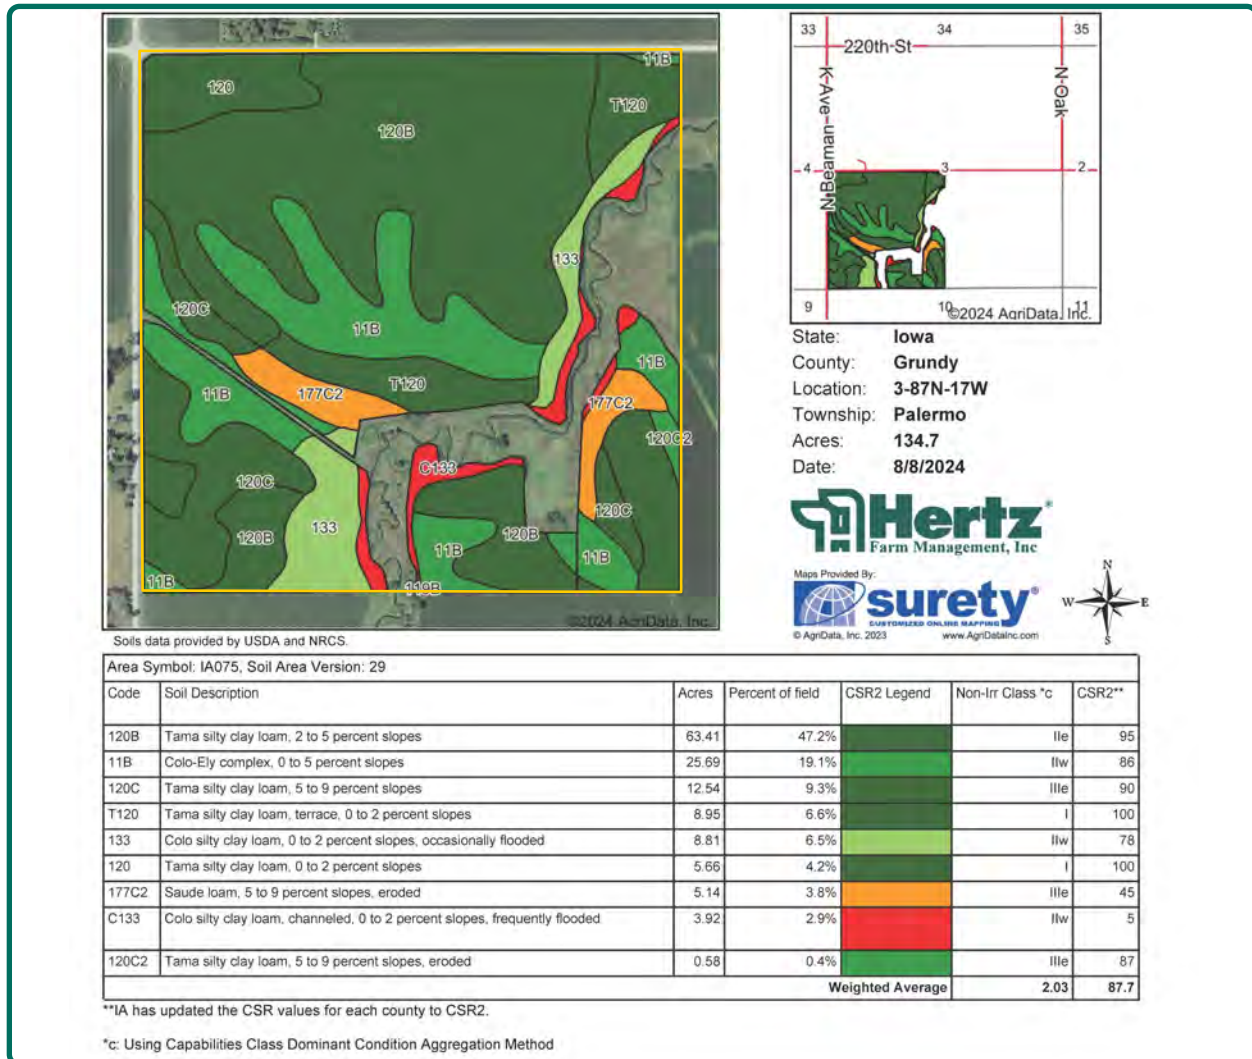 120
11B
T120
120B
133
120C
11B
11B
11B
T120
177C2
177C2
120C2
C133
120C
120C
133
120B
120B
11B
11B
11B
119B
©2024 AgriData, Inc.
Soils data provided by USDA and NRCS.
33
34
35
220th-St
K-Ave
N-Beaman
N-Oak
4
3
2
9
10
11
©2024 AgriData, Inc.
State: Iowa
County: Grundy
Location: 3-87N-17W
Township: Palermo
Acres: 134.7
Date: 8/8/2024
Hertz®
Farm Management, Inc
Maps Provided By:
surety®
CUSTOMIZED ONLINE MAPPING
© AgriData, Inc. 2023 www.AgriDataInc.com
N
W E
S
Area Symbol: IA075, Soil Area Version: 29
Code Soil Description Acres Percent of field CSR2 Legend Non-Irr Class *c CSR2**
120B Tama silty clay loam, 2 to 5 percent slopes 63.41 47.2% IIe 95
11B Colo-Ely complex, 0 to 5 percent slopes 25.69 19.1% IIw 86
120C Tama silty clay loam, 5 to 9 percent slopes 12.54 9.3% IIIe 90
T120 Tama silty clay loam, terrace, 0 to 2 percent slopes 8.95 6.6% I 100
133 Colo silty clay loam, 0 to 2 percent slopes, occasionally flooded 8.81 6.5% IIw 78
120 Tama silty clay loam, 0 to 2 percent slopes 5.66 4.2% I 100
177C2 Saude loam, 5 to 9 percent slopes, eroded 5.14 3.8% IIIe 45
C133 Colo silty clay loam, channeled, 0 to 2 percent slopes, frequently flooded 3.92 2.9% IIw 5
120C2 Tama silty clay loam, 5 to 9 percent slopes, eroded 0.58 0.4% IIIe 87
Weighted Average 2.03 87.7
**IA has updated the CSR values for each county to CSR2.
*c: Using Capabilities Class Dominant Condition Aggregation Method